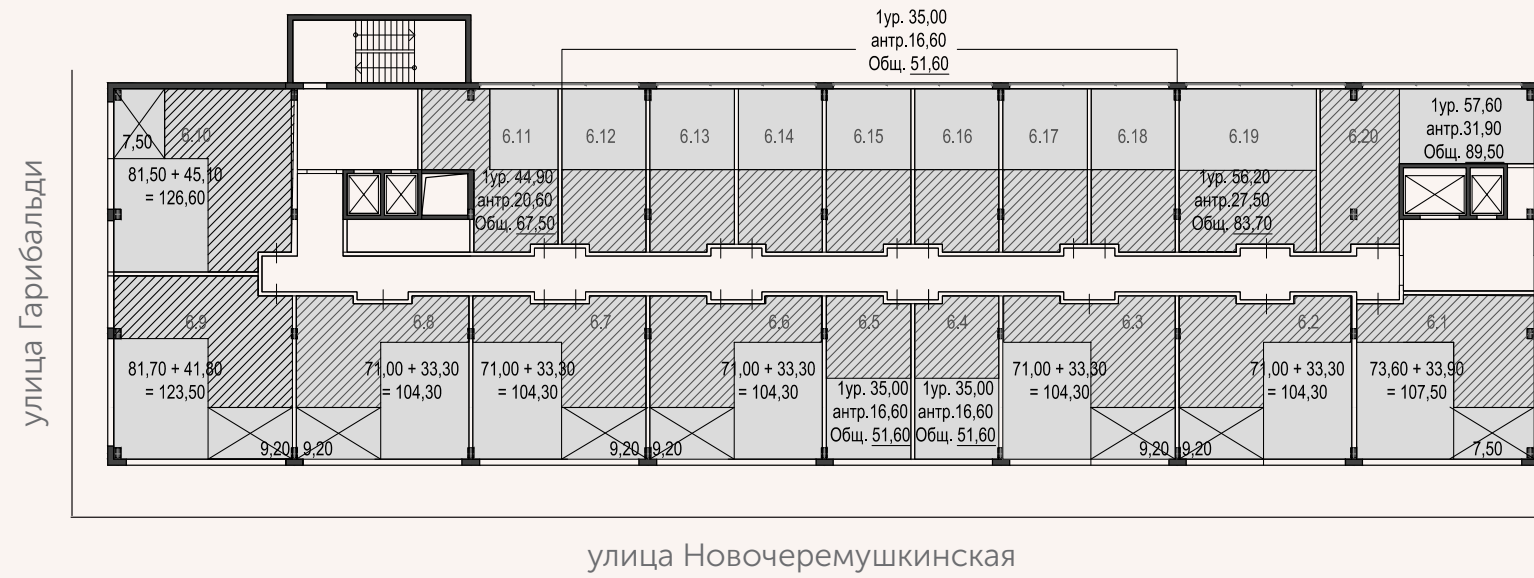 1ур. 35,00
антр.16,60
Общ. 51,60
7,50
6.10
81,50 + 45,10
= 126,60
6.11
1ур. 44,90
антр.20,60
Общ. 67,50
6.12
6.13
6.14
6.15
6.16
6.17
6.18
6.19
1ур. 56,20
антр.27,50
Общ. 83,70
6.20
1ур. 57,60
антр.31,90
Общ. 89,50
улица Гарибальди
6.9
81,70 + 41,80
= 123,50
9,20
6.8
71,00 + 33,30
= 104,30
9,20
6.7
71,00 + 33,30
= 104,30
9,20
6.6
71,00 + 33,30
= 104,30
9,20
6.5
1ур. 35,00
антр.16,60
Общ. 51,60
6.4
1ур. 35,00
антр.16,60
Общ. 51,60
6.3
71,00 + 33,30
= 104,30
9,20
6.2
71,00 + 33,30
= 104,30
9,20
6.1
73,60 + 33,90
= 107,50
7,50
улица Новочеремушкинская